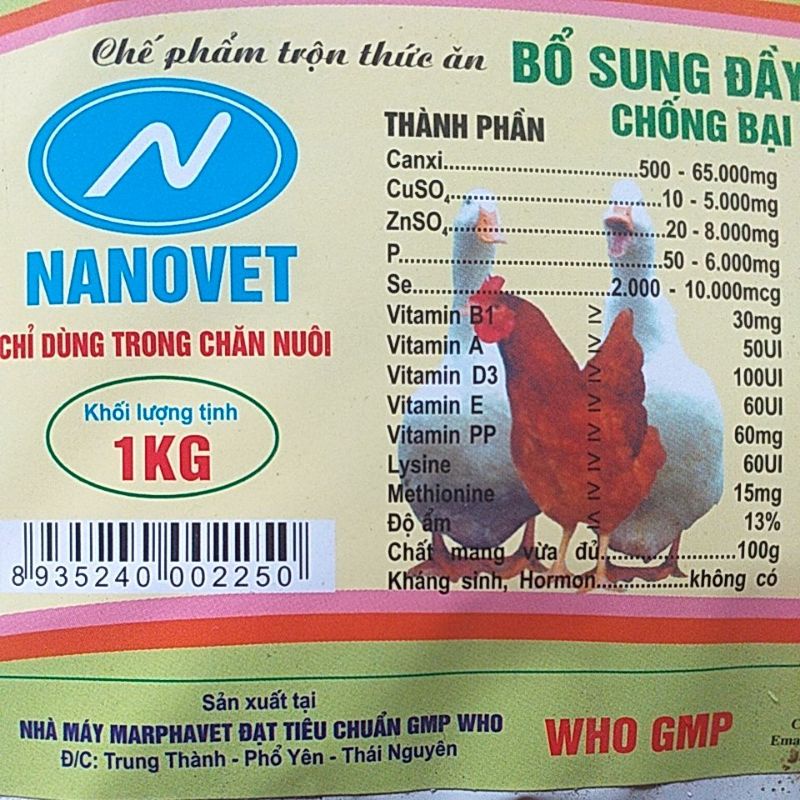 Chế phẩm trộn thức ăn
BỔ SUNG ĐẦY
CHỐNG BẠI
N
NANOVET
CHỈ DÙNG TRONG CHĂN NUÔI
Khối lượng tịnh
1KG
8 935240 002250
THÀNH PHẦN
Canxi......................................500 - 65.000mg
CuSO4......................................10 - 5.000mg
ZnSO4......................................20 - 8.000mg
P......................................50 - 6.000mg
Se......................................2.000 - 10.000mcg
Vitamin B1 ≥ 30mg
Vitamin A ≥ 50UI
Vitamin D3 ≥ 100UI
Vitamin E ≥ 60UI
Vitamin PP ≥ 60mg
Lysine ≥ 60UI
Methionine ≥ 15mg
Độ ẩm ≤ 13%
Chất mang vừa đủ......................100g
Kháng sinh, Hormon................không có
Sản xuất tại
NHÀ MÁY MARPHAVET ĐẠT TIÊU CHUẨN GMP WHO
Đ/C: Trung Thành - Phổ Yên - Thái Nguyên
WHO GMP
Ema